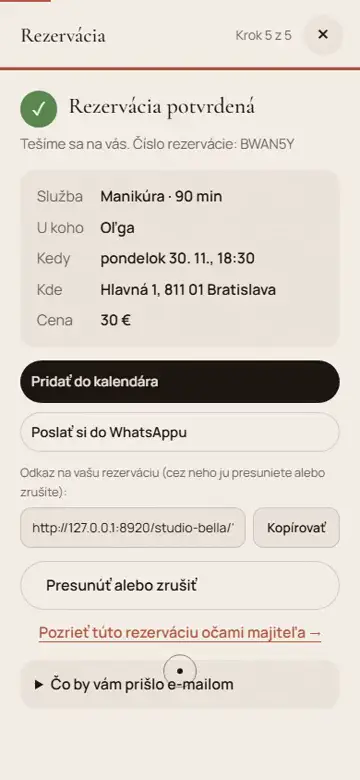 Rezervácia
Krok 5 z 5
Rezervácia potvrdená
Tešíme sa na vás. Číslo rezervácie: BWAN5Y
Služba Manikúra · 90 min
U koho Oľga
Kedy pondelok 30. 11., 18:30
Kde Hlavná 1, 811 01 Bratislava
Cena 30 €
Pridať do kalendára
Poslať si do WhatsAppu
Odkaz na vašu rezerváciu (cez neho ju presuniete alebo
zrušíte):
http://127.0.0.1:8920/studio-bella/
Kopírovať
Presunúť alebo zrušiť
Pozrieť túto rezerváciu očami majiteľa →
Čo by vám prišlo e-mailom